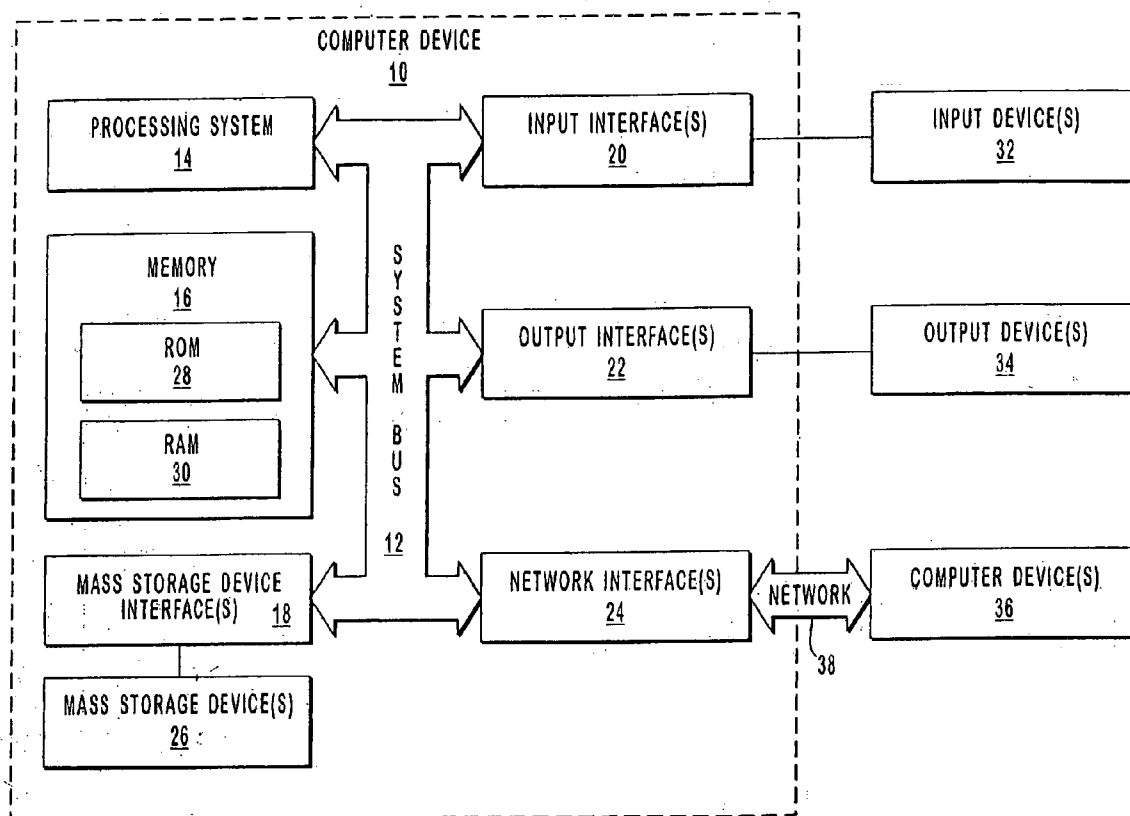 COMPUTER DEVICE
10
PROCESSING SYSTEM
14
INPUT INTERFACE(S)
20
INPUT DEVICE(S)
32
MEMORY
16
ROM
28
RAM
30
SYSTEM BUS
12
OUTPUT INTERFACE(S)
22
OUTPUT DEVICE(S)
34
MASS STORAGE DEVICE
INTERFACE(S) 18
NETWORK INTERFACE(S)
24
NETWORK
38
COMPUTER DEVICE(S)
36
MASS STORAGE DEVICE(S)
26